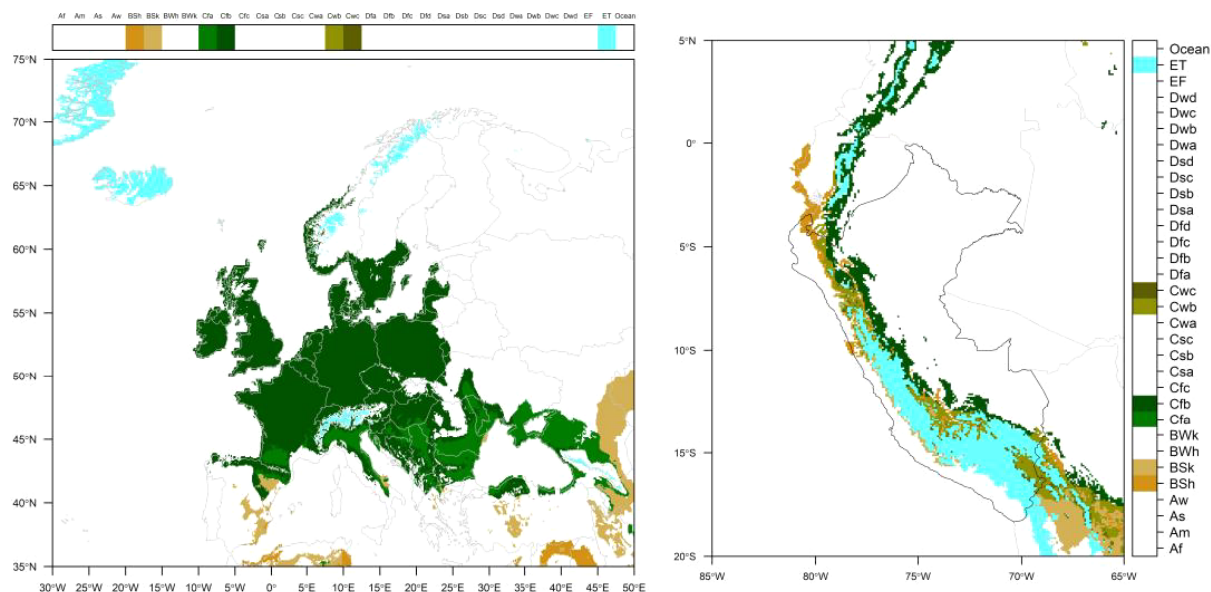 Af Am As Aw BSh BSk BWh BWk Cfa Cfb Cfc Csa Csb Csc Cwa Cwb Cwc Dfa Dfb Dfc Dfd Dsa Dsb Dsc Dsd Dwa Dwb Dwc Dwd EF ET Ocean
75°N
70°N
65°N
60°N
55°N
50°N
45°N
40°N
35°N
30°W 25°W 20°W 15°W 10°W 5°W 0° 5°E 10°E 15°E 20°E 25°E 30°E 35°E 40°E 45°E 50°E
5°N
0°
5°S
10°S
15°S
20°S
85°W 80°W 75°W 70°W 65°W
Ocean
ET
EF
Dwd
Dwc
Dwb
Dwa
Dsd
Dsc
Dsb
Dsa
Dfd
Dfc
Dfb
Dfa
Cwc
Cwb
Cwa
Csc
Csb
Csa
Cfc
Cfb
Cfa
BWk
BWh
BSk
BSh
Aw
As
Am
Af